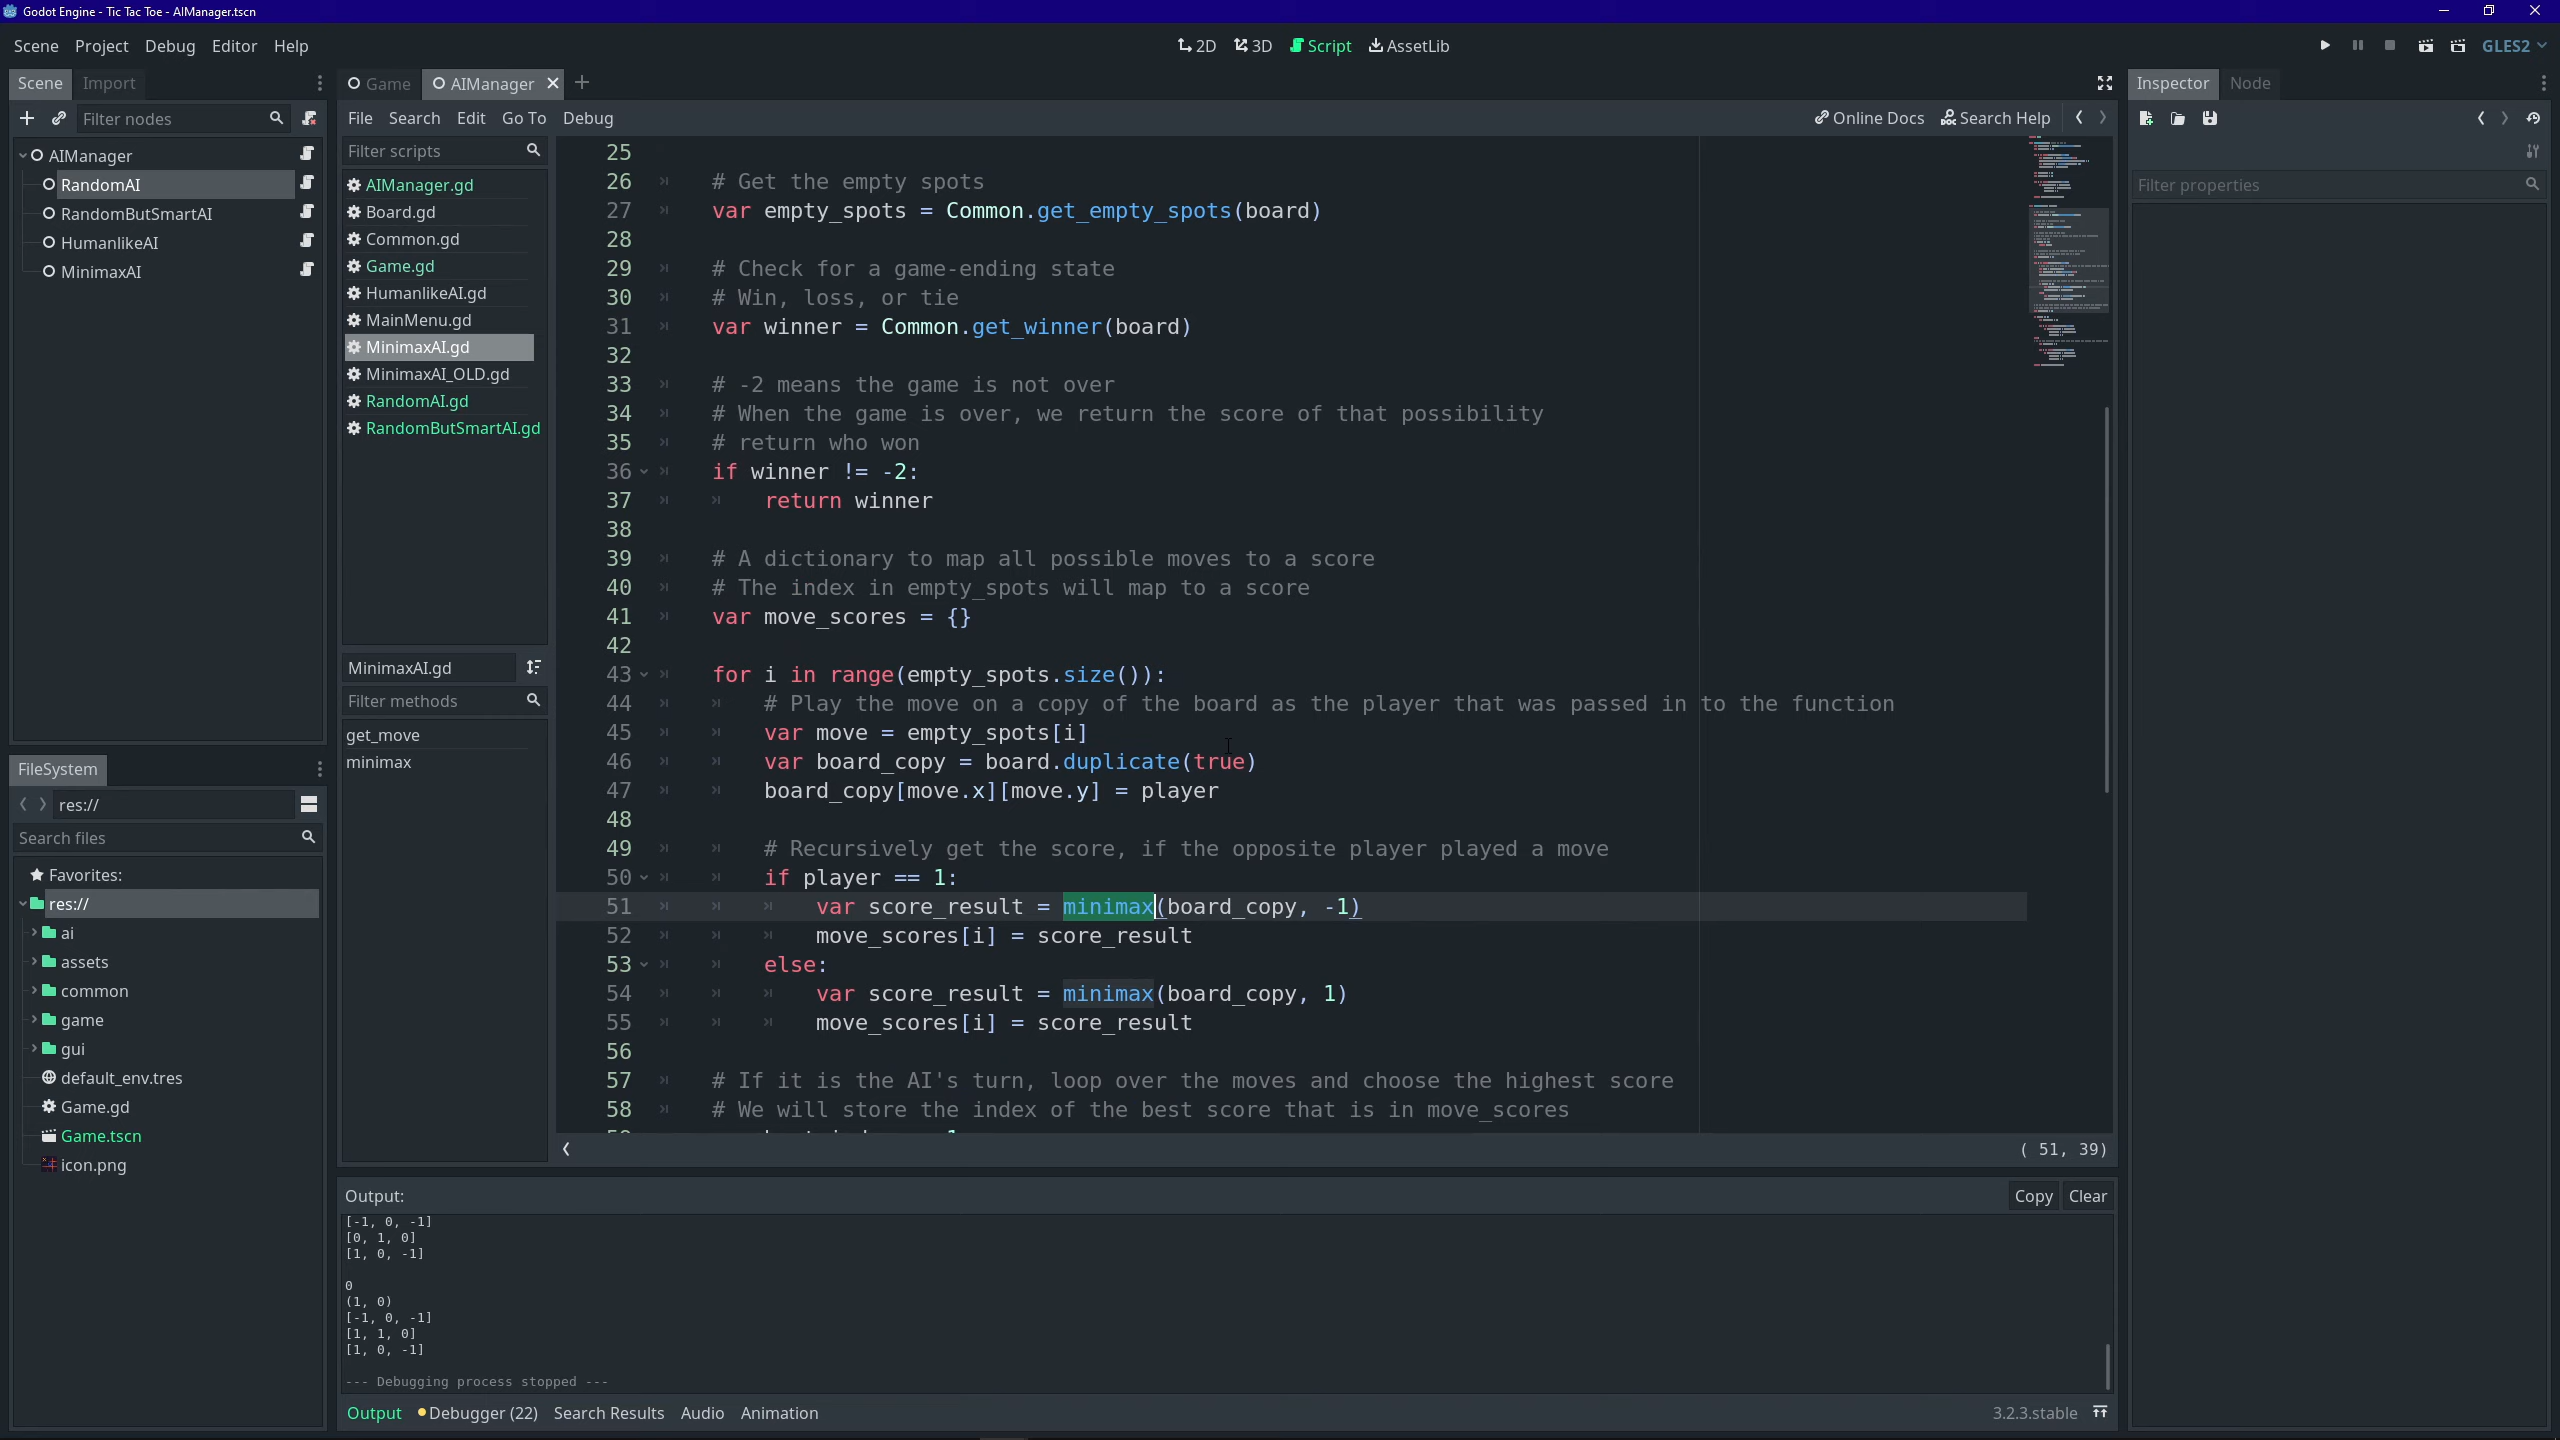 Godot Engine - Tic Tac Toe - AIManager.tscn
Scene Project Debug Editor Help
2D 3D Script AssetLib
GLES2
Scene Import
Filter nodes
AIManager
RandomAI
RandomButSmartAI
HumanlikeAI
MinimaxAI
FileSystem
res://
Search files
Favorites:
res://
ai
assets
common
game
gui
default_env.tres
Game.gd
Game.tscn
icon.png
Game AIManager
File Search Edit Go To Debug
Online Docs Search Help
Filter scripts
AIManager.gd
Board.gd
Common.gd
Game.gd
HumanlikeAI.gd
MainMenu.gd
MinimaxAI.gd
MinimaxAI_OLD.gd
RandomAI.gd
RandomButSmartAI.gd
MinimaxAI.gd
Filter methods
get_move
minimax
25
26 # Get the empty spots
27 var empty_spots = Common.get_empty_spots(board)
28
29 # Check for a game-ending state
30 # Win, loss, or tie
31 var winner = Common.get_winner(board)
32
33 # -2 means the game is not over
34 # When the game is over, we return the score of that possibility
35 # return who won
36 if winner != -2:
37 return winner
38
39 # A dictionary to map all possible moves to a score
40 # The index in empty_spots will map to a score
41 var move_scores = {}
42
43 for i in range(empty_spots.size()):
44 # Play the move on a copy of the board as the player that was passed in to the function
45 var move = empty_spots[i]
46 var board_copy = board.duplicate(true)
47 board_copy[move.x][move.y] = player
48
49 # Recursively get the score, if the opposite player played a move
50 if player == 1:
51 var score_result = minimax(board_copy, -1)
52 move_scores[i] = score_result
53 else:
54 var score_result = minimax(board_copy, 1)
55 move_scores[i] = score_result
56
57 # If it is the AI's turn, loop over the moves and choose the highest score
58 # We will store the index of the best score that is in move_scores
( 51, 39)
Output:
Copy Clear
[-1, 0, -1]
[0, 1, 0]
[1, 0, -1]
0
(1, 0)
[-1, 0, -1]
[1, 1, 0]
[1, 0, -1]
--- Debugging process stopped ---
Output Debugger (22) Search Results Audio Animation
3.2.3.stable
Inspector Node
Filter properties